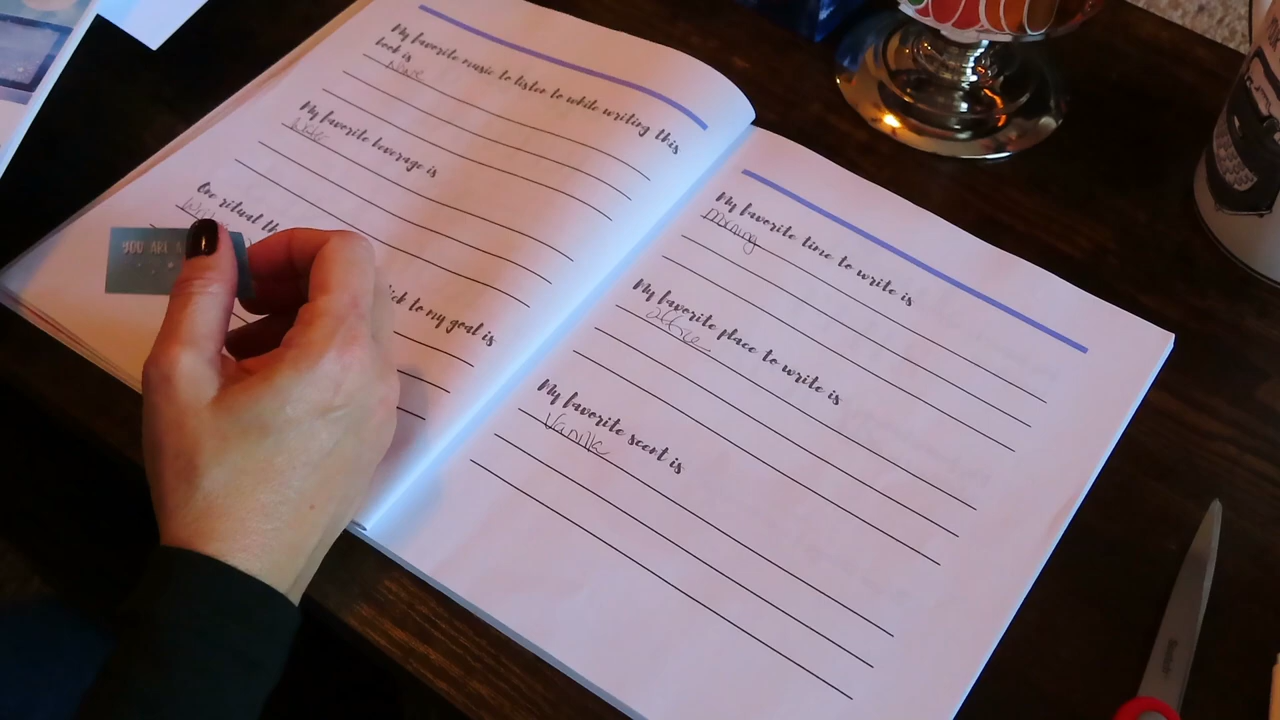 My favorite music to listen to while writing this
book is
none
My favorite beverage is
water
One ritual th
ick to my goal is
YOU ARE A
My favorite time to write is
morning
My favorite place to write is
office
My favorite scent is
Vanilla